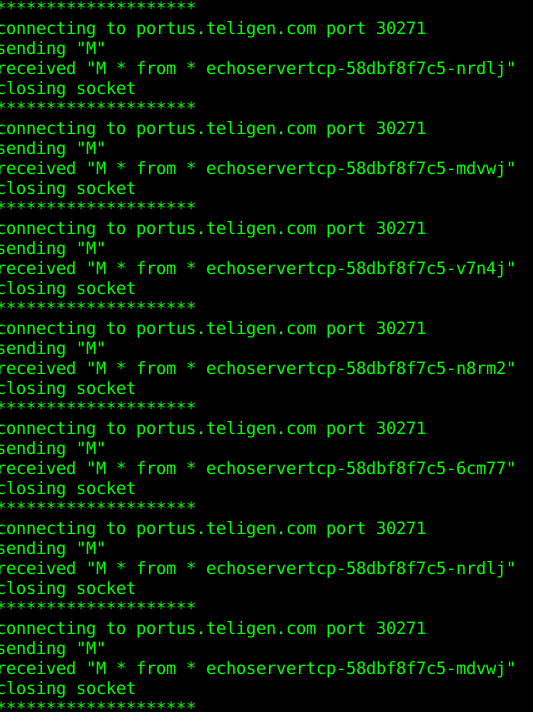 ********************
connecting to portus.teligen.com port 30271
sending "M"
received "M * from * echoservertcp-58dbf8f7c5-nrdlj"
closing socket
********************
connecting to portus.teligen.com port 30271
sending "M"
received "M * from * echoservertcp-58dbf8f7c5-mdvwj"
closing socket
********************
connecting to portus.teligen.com port 30271
sending "M"
received "M * from * echoservertcp-58dbf8f7c5-v7n4j"
closing socket
********************
connecting to portus.teligen.com port 30271
sending "M"
received "M * from * echoservertcp-58dbf8f7c5-n8rm2"
closing socket
********************
connecting to portus.teligen.com port 30271
sending "M"
received "M * from * echoservertcp-58dbf8f7c5-6cm77"
closing socket
********************
connecting to portus.teligen.com port 30271
sending "M"
received "M * from * echoservertcp-58dbf8f7c5-nrdlj"
closing socket
********************
connecting to portus.teligen.com port 30271
sending "M"
received "M * from * echoservertcp-58dbf8f7c5-mdvwj"
closing socket
********************